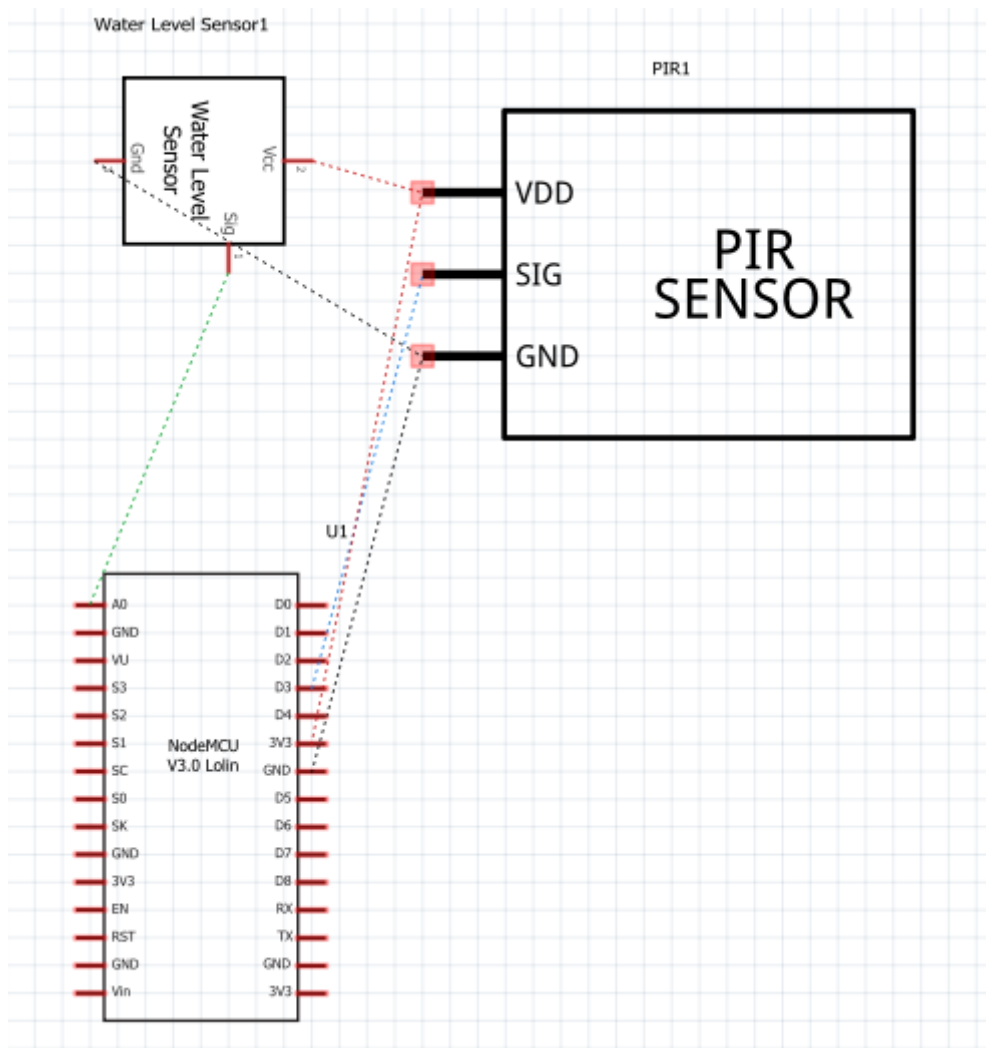 Water Level Sensor1
PIR1
Water Level
Sensor
Gnd
Vcc
2
Sig
1
VDD
SIG
GND
PIR
SENSOR
U1
A0
GND
VU
S3
S2
S1
SC
S0
SK
GND
3V3
EN
RST
GND
Vin
NodeMCU
V3.0 Lolin
D0
D1
D2
D3
D4
3V3
GND
D5
D6
D7
D8
RX
TX
GND
3V3